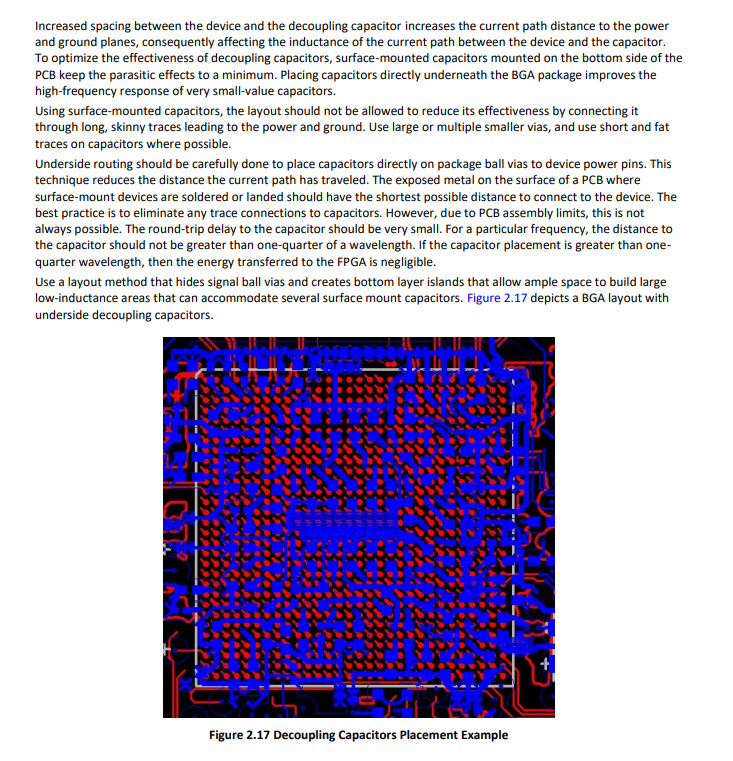 Increased spacing between the device and the decoupling capacitor increases the current path distance to the power
and ground planes, consequently affecting the inductance of the current path between the device and the capacitor.
To optimize the effectiveness of decoupling capacitors, surface-mounted capacitors mounted on the bottom side of the
PCB keep the parasitic effects to a minimum. Placing capacitors directly underneath the BGA package improves the
high-frequency response of very small-value capacitors.
Using surface-mounted capacitors, the layout should not be allowed to reduce its effectiveness by connecting it
through long, skinny traces leading to the power and ground. Use large or multiple smaller vias, and use short and fat
traces on capacitors where possible.
Underside routing should be carefully done to place capacitors directly on package ball vias to device power pins. This
technique reduces the distance the current path has traveled. The exposed metal on the surface of a PCB where
surface-mount devices are soldered or landed should have the shortest possible distance to connect to the device. The
best practice is to eliminate any trace connections to capacitors. However, due to PCB assembly limits, this is not
always possible. The round-trip delay to the capacitor should be very small. For a particular frequency, the distance to
the capacitor should not be greater than one-quarter of a wavelength. If the capacitor placement is greater than one-
quarter wavelength, then the energy transferred to the FPGA is negligible.
Use a layout method that hides signal ball vias and creates bottom layer islands that allow ample space to build large
low-inductance areas that can accommodate several surface mount capacitors. Figure 2.17 depicts a BGA layout with
underside decoupling capacitors.
Figure 2.17 Decoupling Capacitors Placement Example